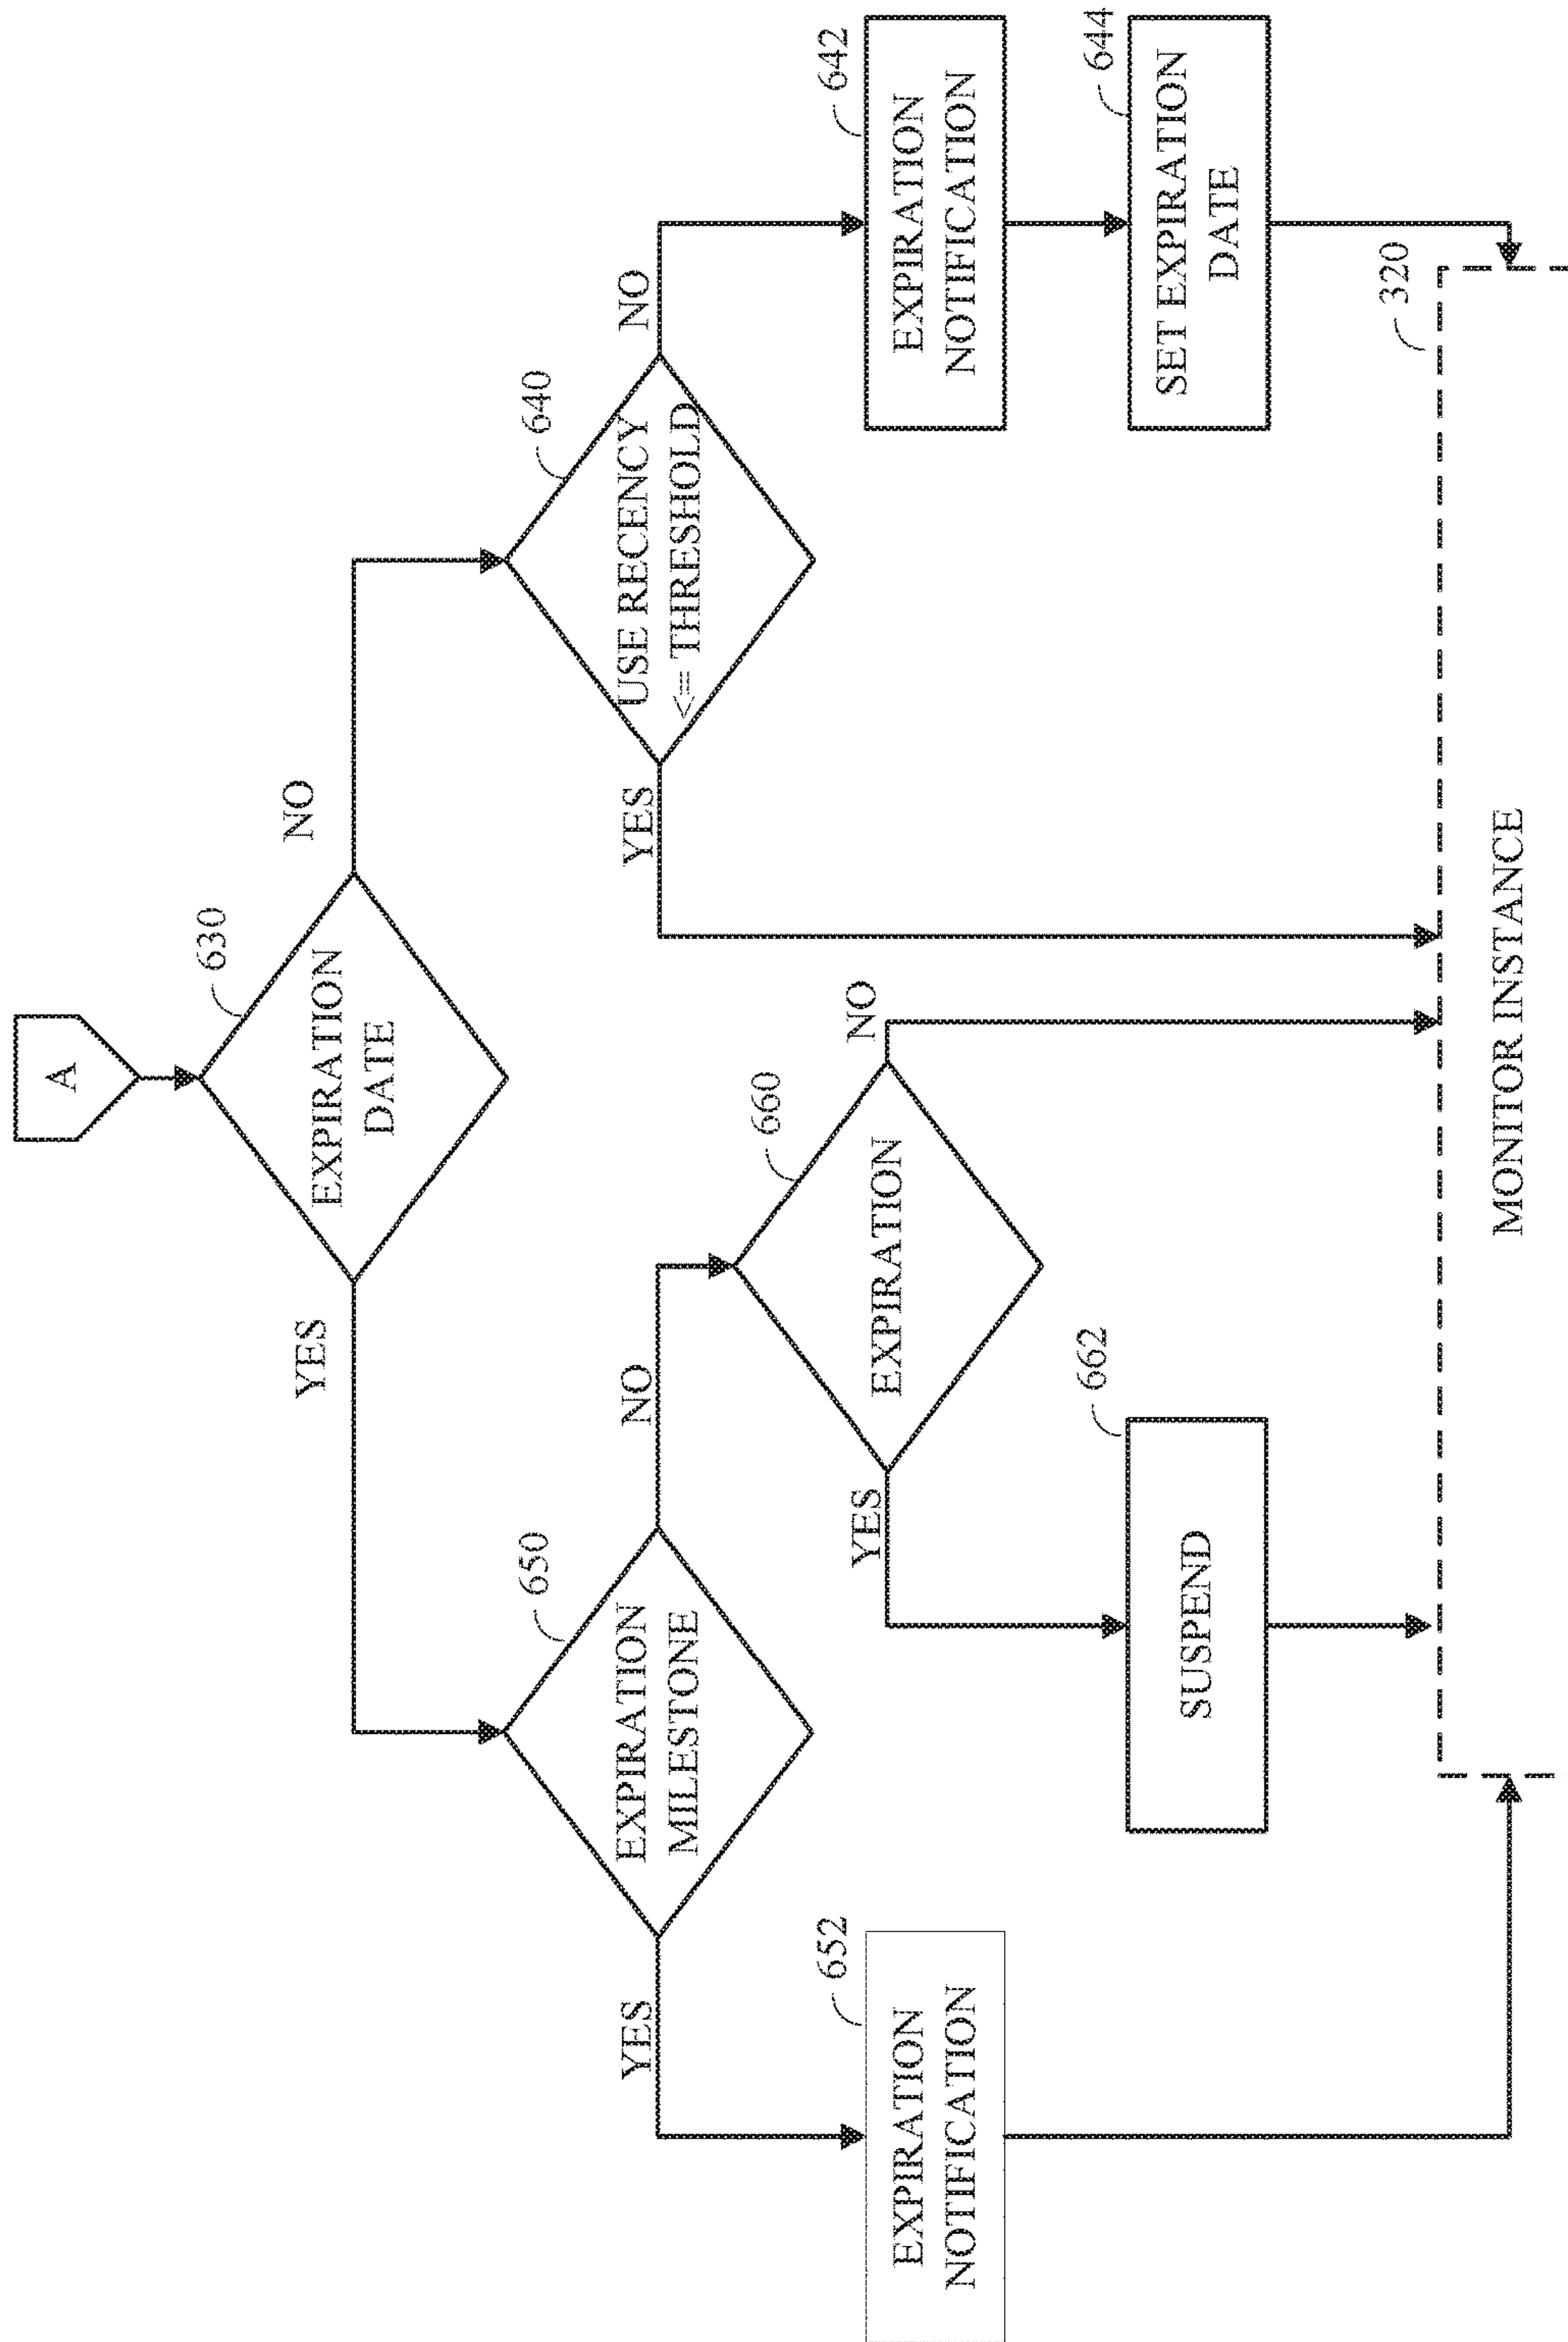 A
630
EXPIRATION
DATE
YES
NO
650
EXPIRATION
MILESTONE
640
USE RECENCY
<= THRESHOLD
YES
NO
YES
NO
652
EXPIRATION
NOTIFICATION
660
EXPIRATION
642
EXPIRATION
NOTIFICATION
YES
NO
662
SUSPEND
644
SET EXPIRATION
DATE
320
MONITOR INSTANCE